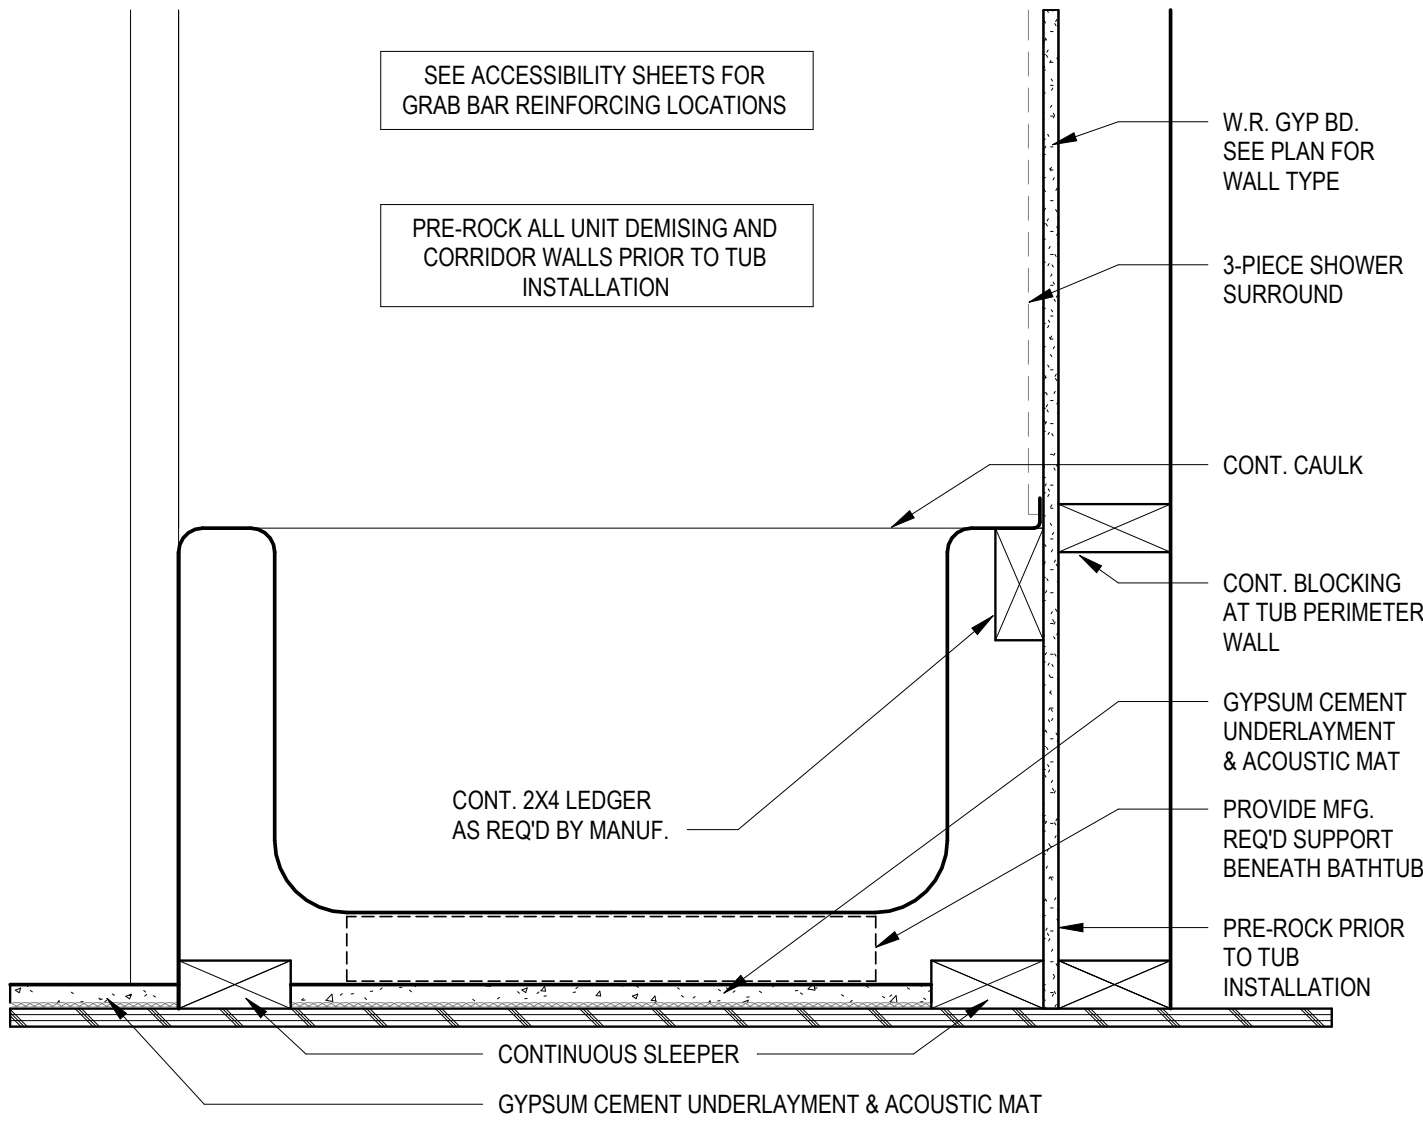 SEE ACCESSIBILITY SHEETS FOR
GRAB BAR REINFORCING LOCATIONS
PRE-ROCK ALL UNIT DEMISING AND
CORRIDOR WALLS PRIOR TO TUB
INSTALLATION
W.R. GYP BD.
SEE PLAN FOR
WALL TYPE
3-PIECE SHOWER
SURROUND
CONT. CAULK
CONT. BLOCKING
AT TUB PERIMETER
WALL
GYPSUM CEMENT
UNDERLAYMENT
& ACOUSTIC MAT
CONT. 2X4 LEDGER
AS REQ'D BY MANUF.
PROVIDE MFG.
REQ'D SUPPORT
BENEATH BATHTUB
PRE-ROCK PRIOR
TO TUB
INSTALLATION
CONTINUOUS SLEEPER
GYPSUM CEMENT UNDERLAYMENT & ACOUSTIC MAT